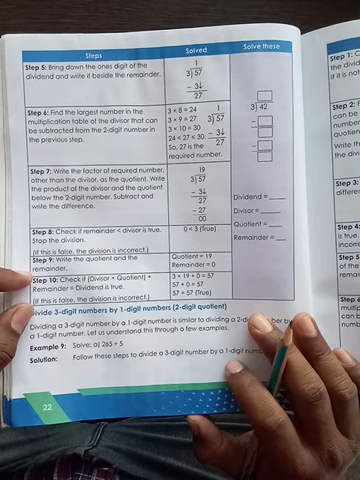 Steps Solved Solve these
Step 5: Bring down the ones digit of the
dividend and write it beside the remainder.
1
3)57
− 3↓
27
Step 6: Find the largest number in the
multiplication table of the divisor that can
be subtracted from the 2-digit number in
the previous step.
3 × 8 = 24
3 × 9 = 27
3 × 10 = 30
24 < 27 < 30.
So, 27 is the
required number.
1
3)57
− 3↓
27
3)42
−
−
Step 7: Write the factor of required number,
other than the divisor, as the quotient. Write
the product of the divisor and the quotient
below the 2-digit number. Subtract and
write the difference.
19
3)57
− 3↓
27
− 27
00
Dividend = ____
Divisor = ____
Quotient = ____
Remainder = ____
Step 8: Check if remainder < divisor is true.
Stop the division.
(If this is false, the division is incorrect.)
0 < 3 (True)
Step 9: Write the quotient and the
remainder.
Quotient = 19
Remainder = 0
Step 10: Check if (Divisor × Quotient) +
Remainder = Dividend is true.
(If this is false, the division is incorrect.)
3 × 19 + 0 = 57
57 + 0 = 57
57 = 57 (True)
ivide 3-digit numbers by 1-digit numbers (2-digit quotient)
Dividing a 3-digit number by a 1-digit number is similar to dividing a 2-digit number by
a 1-digit number. Let us understand this through a few examples.
Example 9: Solve: a) 265 ÷ 5
Solution: Follow these steps to divide a 3-digit number by a 1-digit
22
Step 1:
the divi
If it is n
Step 2:
can be
numbe
quotien
Write th
the
Step 3:
differe
Step 4:
is true.
incorre
Step 5:
of the
remain
Step 6
multip
can b
numb